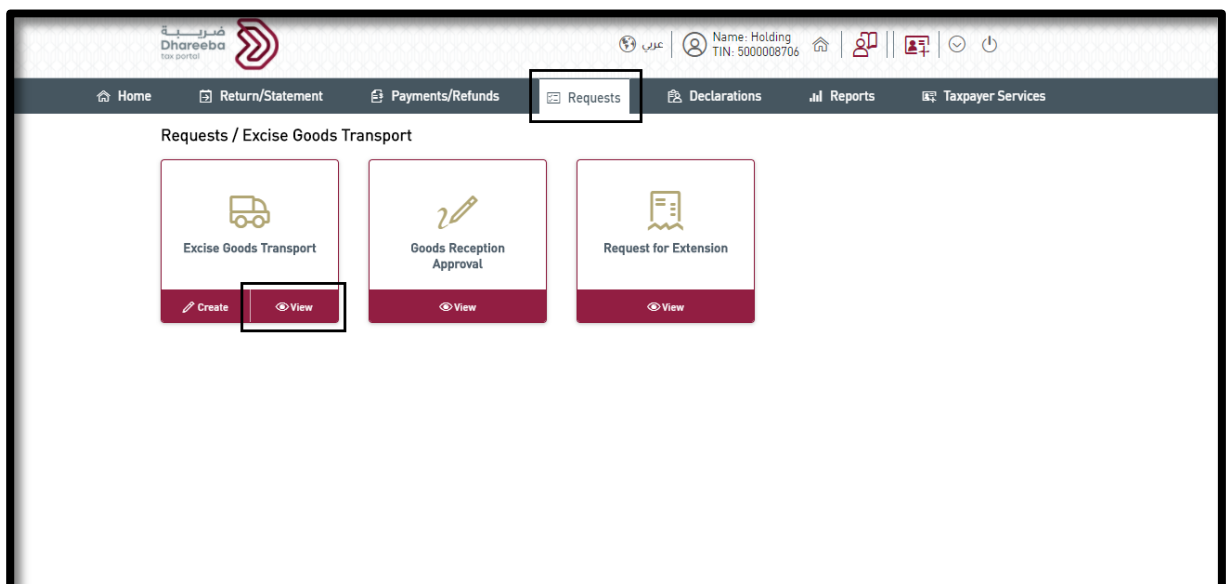 ضريبة
Dhareeba
tax portal
عربي
Name: Holding
TIN: 5000008706
Home
Return/Statement
Payments/Refunds
Requests
Declarations
Reports
Taxpayer Services
Requests / Excise Goods Transport
Excise Goods Transport
Create
View
Goods Reception
Approval
View
Request for Extension
View